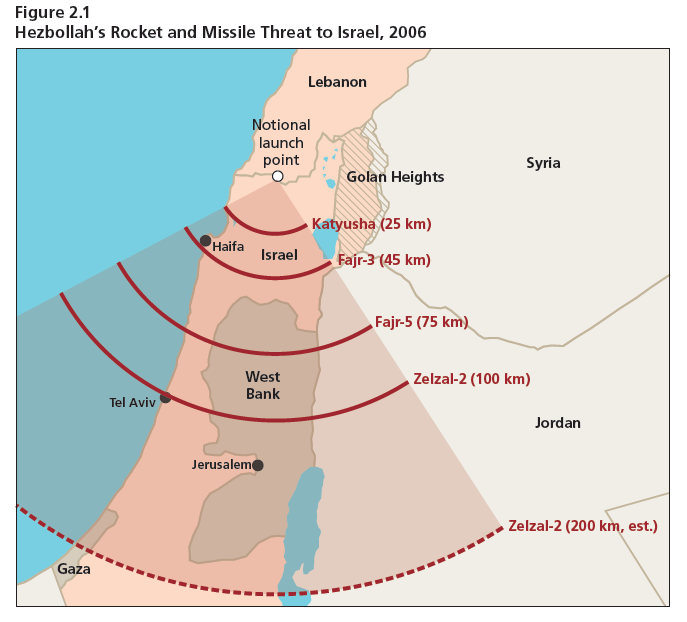 Figure 2.1
Hezbollah's Rocket and Missile Threat to Israel, 2006
Lebanon
Notional
launch
point
Syria
Golan Heights
Katyusha (25 km)
Haifa
Israel
Fajr-3 (45 km)
Fajr-5 (75 km)
West
Bank
Zelzal-2 (100 km)
Tel Aviv
Jordan
Jerusalem
Zelzal-2 (200 km, est.)
Gaza